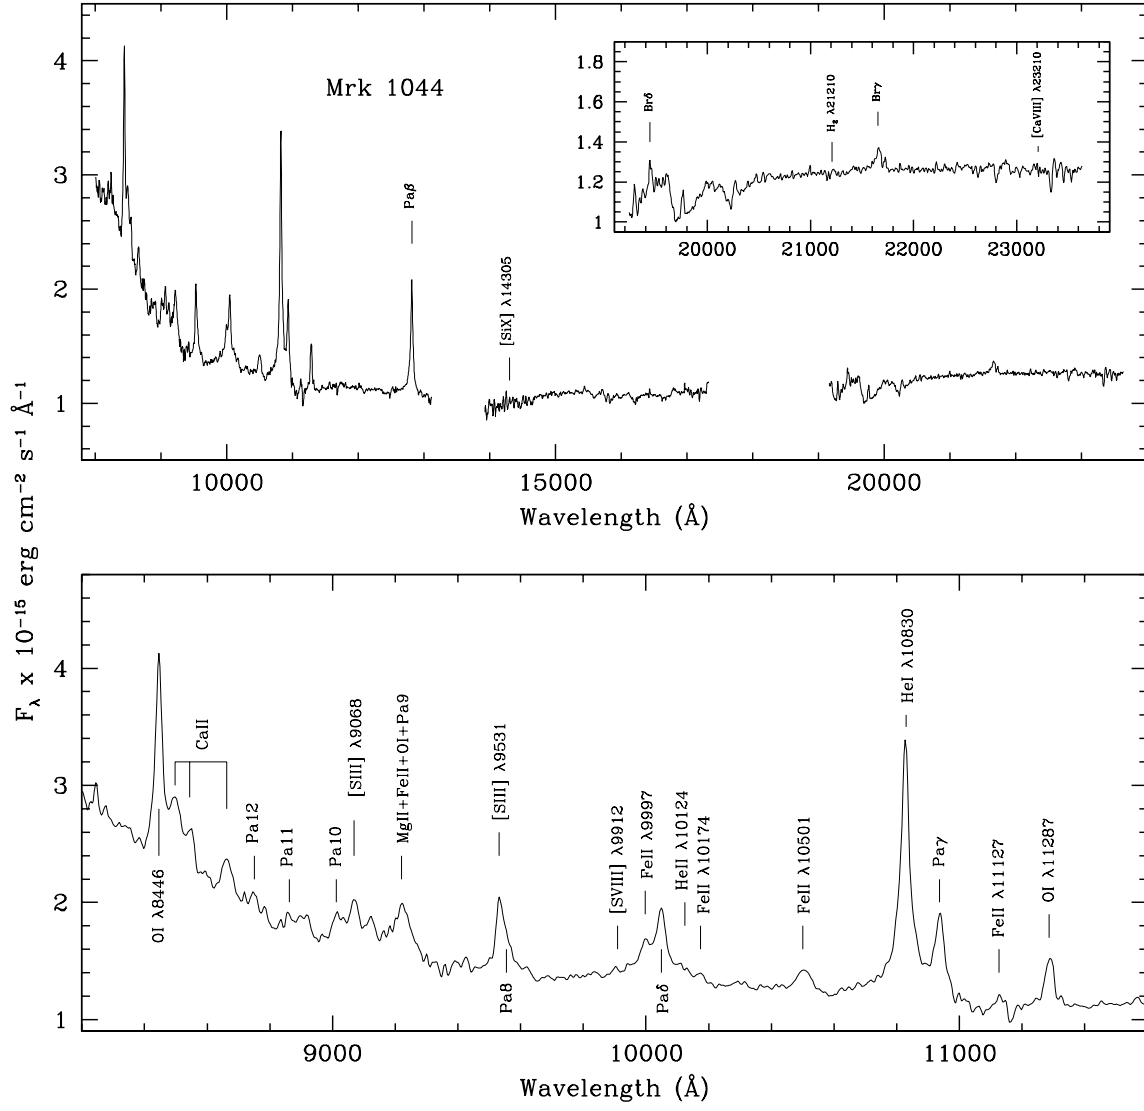 Mrk 1044
Paβ
[SiX] λ14305
4
3
2
1
10000
15000
20000
Wavelength (Å)
1.8
1.6
1.4
1.2
1
Brδ
H₂ λ21210
Brγ
[CaVIII] λ23210
20000
21000
22000
23000
F_λ x 10⁻¹⁵ erg cm⁻² s⁻¹ Å⁻¹
4
3
2
1
OI λ8446
CaII
Pa12
Pa11
Pa10
[SIII] λ9068
MgII+FeII+OI+Pa9
[SIII] λ9531
Pa8
[SVIII] λ9912
FeII λ9997
Paδ
HeII λ10124
FeII λ10174
FeII λ10501
HeI λ10830
Paγ
FeII λ11127
OI λ11287
9000
10000
11000
Wavelength (Å)